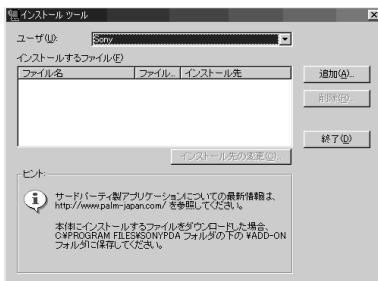 インストール ツール
ユーザ(U):
Sony
インストールするファイル(F)
ファイル名 ファイル... インストール先
追加(A)...
削除(R)...
終了(D)
インストール先の変更(C)...
ヒント:
サードパーティ製アプリケーションについての最新情報は、
http://www.palm-japan.com/ を参照してください。
本体にインストールするファイルをダウンロードした場合、
C:¥PROGRAM FILES¥SONYPDA フォルダの下の ¥ADD-ON
フォルダに保存してください。